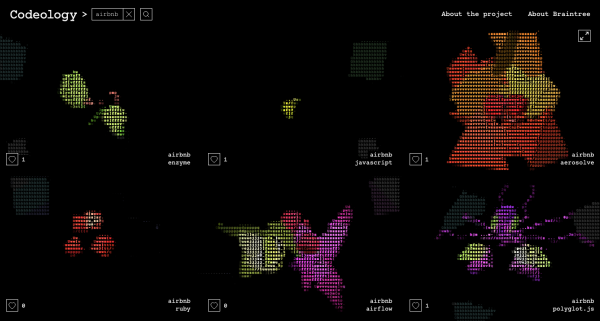 Codeology > airbnb
About the project About Braintree
1
airbnb
enzyme
1
airbnb
javascript
1
airbnb
aerosolve
0
airbnb
ruby
0
airbnb
airflow
1
airbnb
polyglot.js